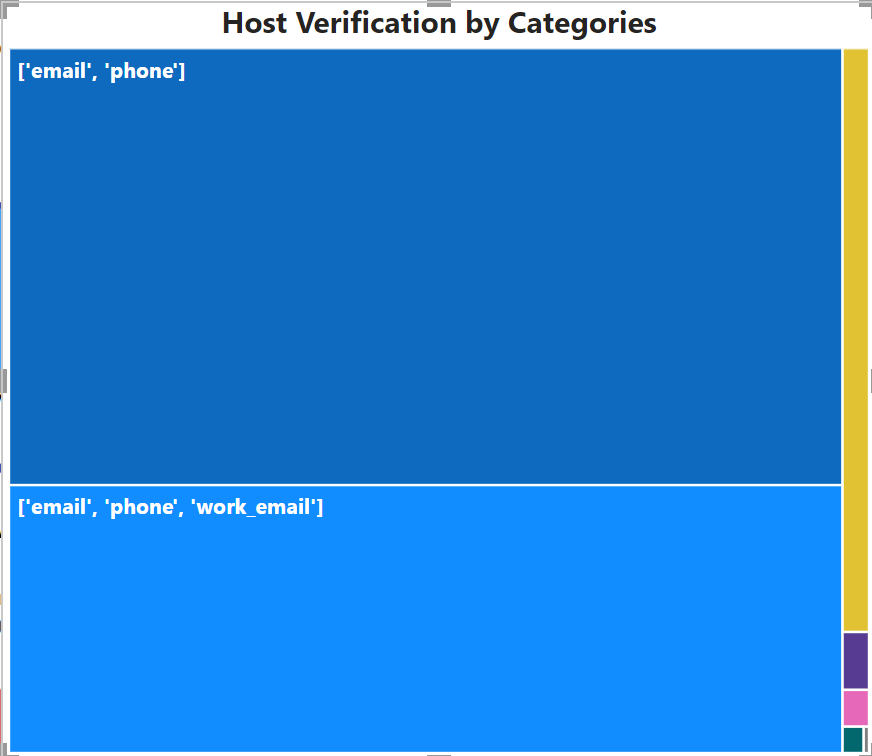 Host Verification by Categories
['email', 'phone']
['email', 'phone', 'work_email']